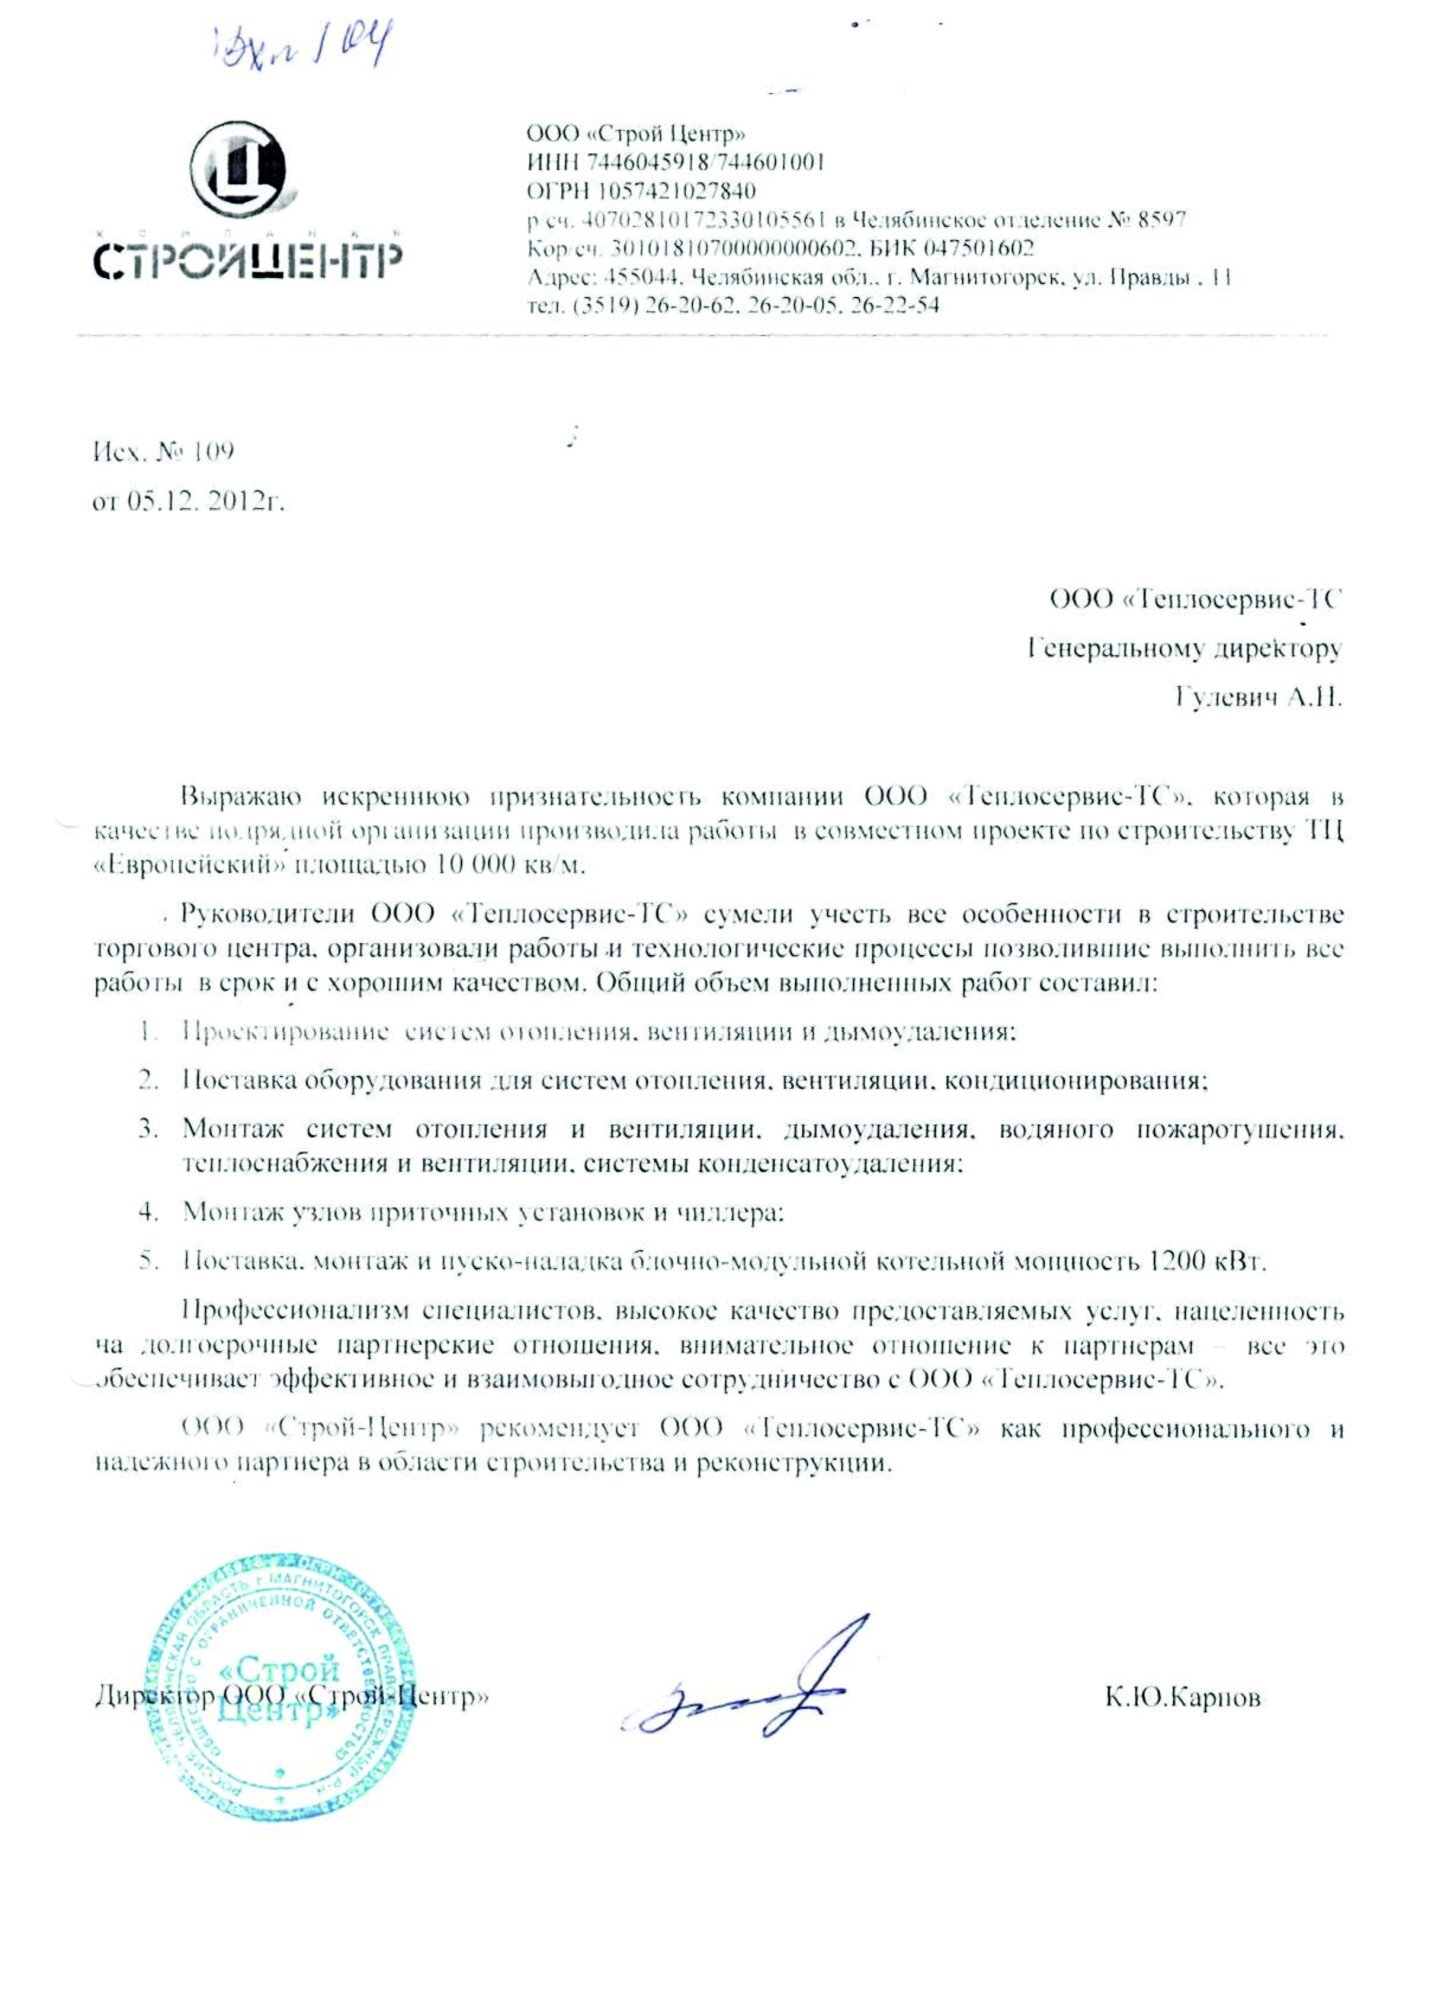 104
ООО «Строй Центр»
ИНН 7446045918/744601001
ОГРН 1057421027840
р сч. 40702810172330105561 в Челябинское отделение № 8597
Кор/сч. 30101810700000000602, БИК 047501602
Адрес: 455044, Челябинская обл., г. Магнитогорск, ул. Правды , 11
тел. (3519) 26-20-62, 26-20-05, 26-22-54
Ц
КОМПАНИЯ
СТРОЙЦЕНТР
Исх. № 109
от 05.12. 2012г.
ООО «Теплосервис-ТС
Генеральному директору
Гулевич А.Н.
Выражаю искреннюю признательность компании ООО «Теплосервис-ТС», которая в
качестве подрядной организации производила работы в совместном проекте по строительству ТЦ
«Европейский» площадью 10 000 кв/м.
Руководители ООО «Теплосервис-ТС» сумели учесть все особенности в строительстве
торгового центра, организовали работы и технологические процессы позволившие выполнить все
работы в срок и с хорошим качеством. Общий объем выполненных работ составил:
1. Проектирование систем отопления, вентиляции и дымоудаления;
2. Поставка оборудования для систем отопления, вентиляции, кондиционирования;
3. Монтаж систем отопления и вентиляции, дымоудаления, водяного пожаротушения,
теплоснабжения и вентиляции, системы конденсатоудаления;
4. Монтаж узлов приточных установок и чиллера;
5. Поставка, монтаж и пуско-наладка блочно-модульной котельной мощность 1200 кВт.
Профессионализм специалистов, высокое качество предоставляемых услуг, нацеленность
на долгосрочные партнерские отношения, внимательное отношение к партнерам – все это
обеспечивает эффективное и взаимовыгодное сотрудничество с ООО «Теплосервис-ТС».
ООО «Строй-Центр» рекомендует ООО «Теплосервис-ТС» как профессионального и
надежного партнера в области строительства и реконструкции.
Директор ООО «Строй-Центр» К.Ю.Карпов
РОССИЯ ЧЕЛЯБИНСКАЯ ОБЛАСТЬ г.МАГНИТОГОРСК ПРАВОБЕРЕЖНЫЙ р-н
ОБЩЕСТВО С ОГРАНИЧЕННОЙ ОТВЕТСТВЕННОСТЬЮ
«Строй
Центр»